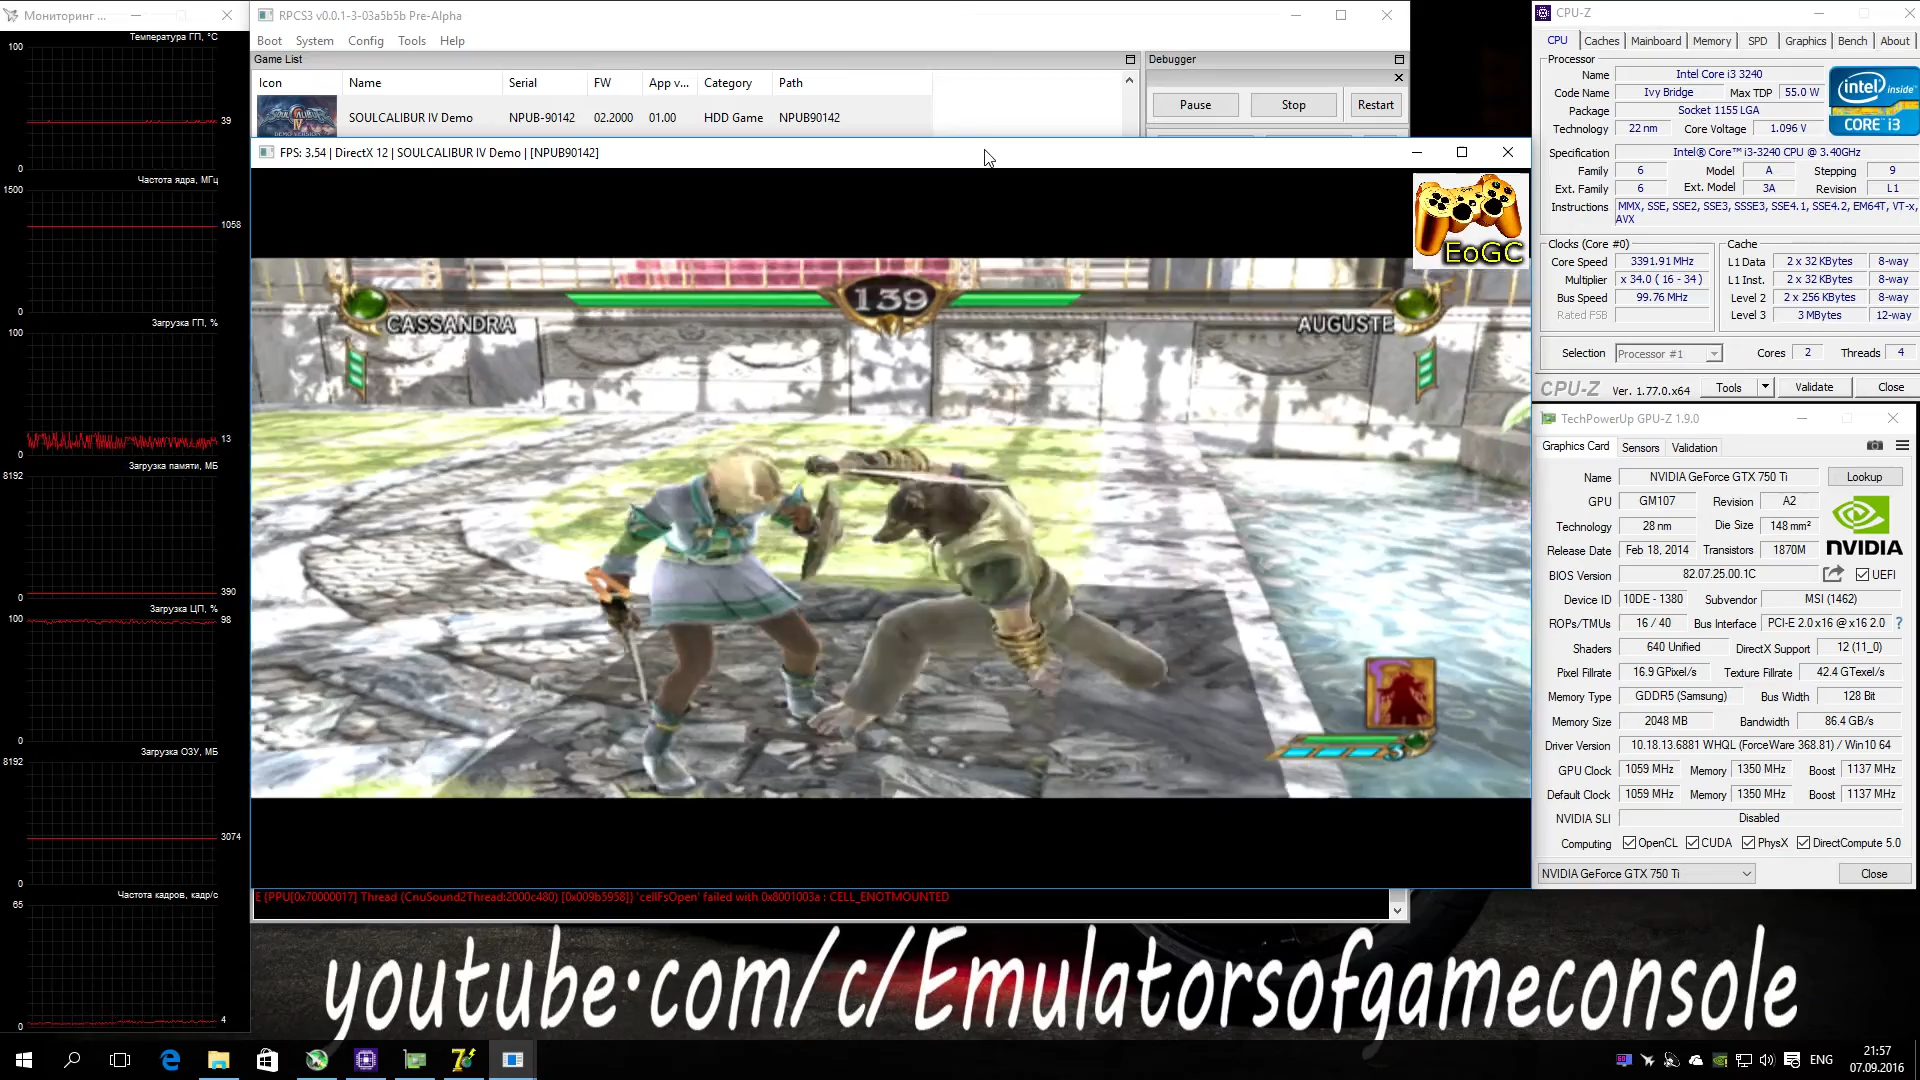 Мониторинг ...
Температура ГП, °C
100
39
0
Частота ядра, МГц
1500
1058
0
Загрузка ГП, %
100
13
0
Загрузка памяти, МБ
8192
390
0
Загрузка ЦП, %
100
98
0
Загрузка ОЗУ, МБ
8192
3074
0
Частота кадров, кадр/с
65
4
0
RPCS3 v0.0.1-3-03a5b5b Pre-Alpha
Boot System Config Tools Help
Game List
Icon Name Serial FW App v... Category Path
SOULCALIBUR IV Demo NPUB-90142 02.2000 01.00 HDD Game NPUB90142
Debugger
Pause Stop Restart
FPS: 3.54 | DirectX 12 | SOULCALIBUR IV Demo | [NPUB90142]
EoGC
139
CASSANDRA
AUGUSTE
3
E {PPU[0x70000017] Thread (CnuSound2Thread:2000c480) [0x009b5958]} 'cellFsOpen' failed with 0x8001003a : CELL_ENOTMOUNTED
youtube.com/c/Emulatorsofgameconsole
CPU-Z
CPU Caches Mainboard Memory SPD Graphics Bench About
Processor
Name Intel Core i3 3240
Code Name Ivy Bridge Max TDP 55.0 W
Package Socket 1155 LGA
Technology 22 nm Core Voltage 1.096 V
intel inside™
CORE i3
Specification Intel® Core™ i3-3240 CPU @ 3.40GHz
Family 6 Model A Stepping 9
Ext. Family 6 Ext. Model 3A Revision L1
Instructions MMX, SSE, SSE2, SSE3, SSSE3, SSE4.1, SSE4.2, EM64T, VT-x,
AVX
Clocks (Core #0)
Core Speed 3391.91 MHz
Multiplier x 34.0 ( 16 - 34 )
Bus Speed 99.76 MHz
Rated FSB
Cache
L1 Data 2 x 32 KBytes 8-way
L1 Inst. 2 x 32 KBytes 8-way
Level 2 2 x 256 KBytes 8-way
Level 3 3 MBytes 12-way
Selection Processor #1 Cores 2 Threads 4
CPU-Z Ver. 1.77.0.x64 Tools Validate Close
TechPowerUp GPU-Z 1.9.0
Graphics Card Sensors Validation
Name NVIDIA GeForce GTX 750 Ti Lookup
GPU GM107 Revision A2
Technology 28 nm Die Size 148 mm²
Release Date Feb 18, 2014 Transistors 1870M
NVIDIA
BIOS Version 82.07.25.00.1C UEFI
Device ID 10DE - 1380 Subvendor MSI (1462)
ROPs/TMUs 16 / 40 Bus Interface PCI-E 2.0 x16 @ x16 2.0 ?
Shaders 640 Unified DirectX Support 12 (11_0)
Pixel Fillrate 16.9 GPixel/s Texture Fillrate 42.4 GTexel/s
Memory Type GDDR5 (Samsung) Bus Width 128 Bit
Memory Size 2048 MB Bandwidth 86.4 GB/s
Driver Version 10.18.13.6881 WHQL (ForceWare 368.81) / Win10 64
GPU Clock 1059 MHz Memory 1350 MHz Boost 1137 MHz
Default Clock 1059 MHz Memory 1350 MHz Boost 1137 MHz
NVIDIA SLI Disabled
Computing OpenCL CUDA PhysX DirectCompute 5.0
NVIDIA GeForce GTX 750 Ti Close
ENG
21:57
07.09.2016